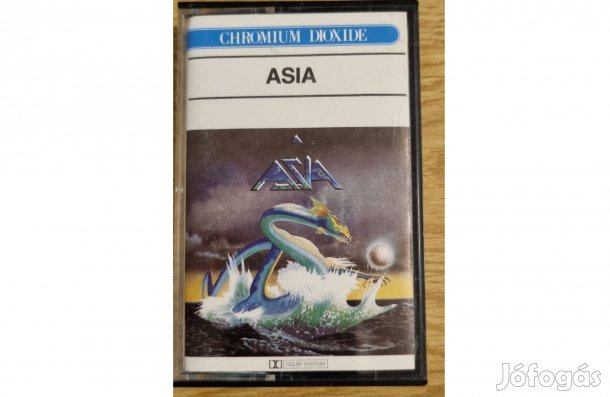 CHROMIUM DIOXIDE
ASIA
ASIA
DOLBY SYSTEM
Jófogás